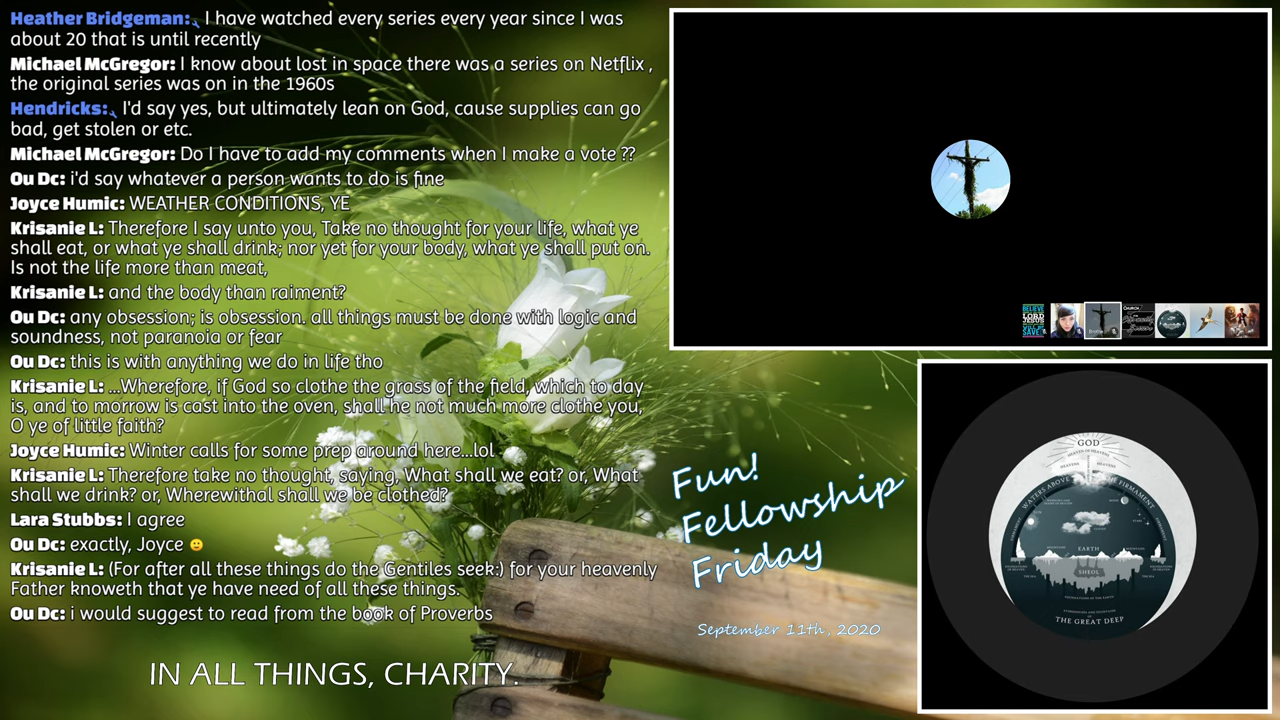 Heather Bridgeman: I have watched every series every year since I was
about 20 that is until recently
Michael McGregor: I know about lost in space there was a series on Netflix ,
the original series was on in the 1960s
Hendricks: I'd say yes, but ultimately lean on God, cause supplies can go
bad, get stolen or etc.
Michael McGregor: Do I have to add my comments when I make a vote ??
Ou Dc: i'd say whatever a person wants to do is fine
Joyce Humic: WEATHER CONDITIONS, YE
Krisanie L: Therefore I say unto you, Take no thought for your life, what ye
shall eat, or what ye shall drink; nor yet for your body, what ye shall put on.
Is not the life more than meat,
Krisanie L: and the body than raiment?
Ou Dc: any obsession; is obsession. all things must be done with logic and
soundness, not paranoia or fear
Ou Dc: this is with anything we do in life tho
Krisanie L: ...Wherefore, if God so clothe the grass of the field, which to day
is, and to morrow is cast into the oven, shall he not much more clothe you,
O ye of little faith?
Joyce Humic: Winter calls for some prep around here...lol
Krisanie L: Therefore take no thought, saying, What shall we eat? or, What
shall we drink? or, Wherewithal shall we be clothed?
Lara Stubbs: I agree
Ou Dc: exactly, Joyce 🙂
Krisanie L: (For after all these things do the Gentiles seek:) for your heavenly
Father knoweth that ye have need of all these things.
Ou Dc: i would suggest to read from the book of Proverbs
IN ALL THINGS, CHARITY.
Fun!
Fellowship
Friday
September 11th, 2020
BELIEVE
LORD
JESUS
SAVE
CHURCH
GOD
HEAVEN OF HEAVENS
HEAVENS HEAVENS
WATERS ABOVE THE FIRMAMENT
EARTH
SHEOL
FOUNDATIONS OF THE EARTH
THE GREAT DEEP